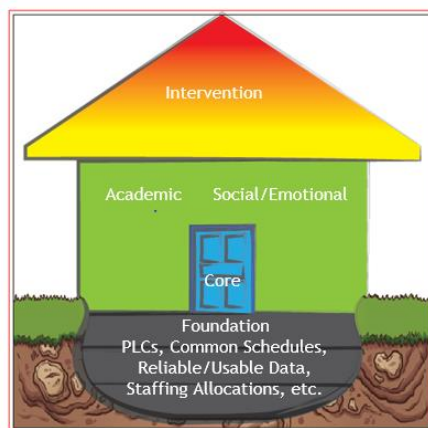 Intervention
Academic Social/Emotional
Core
Foundation
PLCs, Common Schedules,
Reliable/Usable Data,
Staffing Allocations, etc.